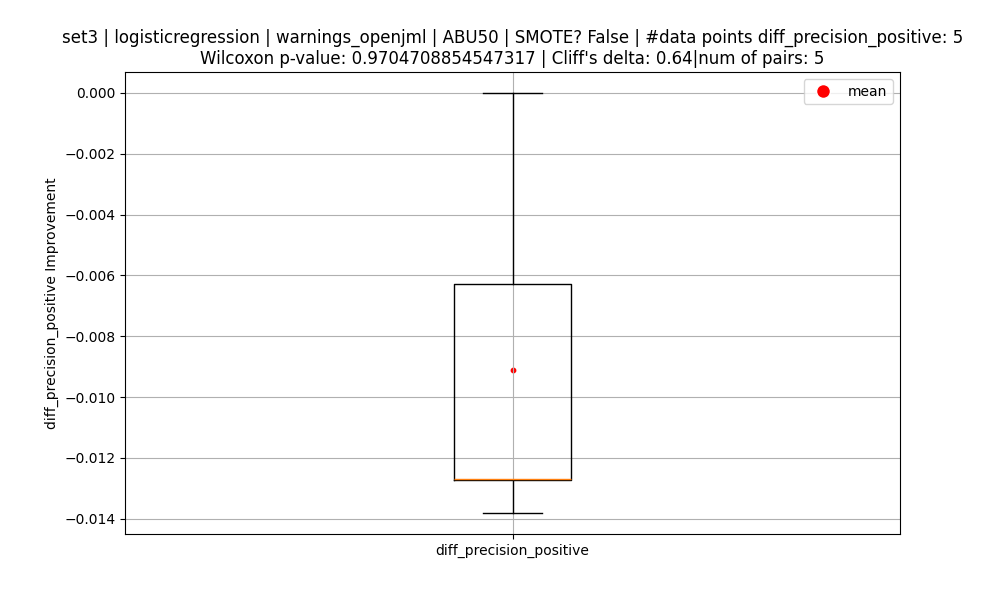 set3 | logisticregression | warnings_openjml | ABU50 | SMOTE? False | #data points diff_precision_positive: 5
Wilcoxon p-value: 0.9704708854547317 | Cliff's delta: 0.64|num of pairs: 5
mean
0.000
−0.002
−0.004
−0.006
−0.008
−0.010
−0.012
−0.014
diff_precision_positive Improvement
diff_precision_positive